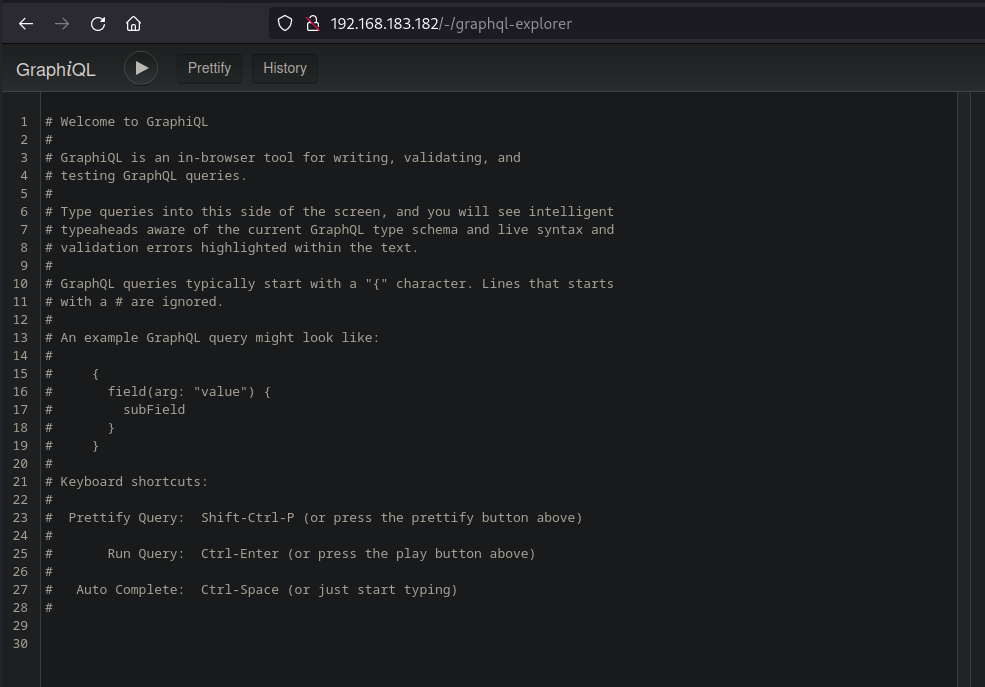 192.168.183.182/-/graphql-explorer
GraphiQL Prettify History
1 # Welcome to GraphiQL
2 #
3 # GraphiQL is an in-browser tool for writing, validating, and
4 # testing GraphQL queries.
5 #
6 # Type queries into this side of the screen, and you will see intelligent
7 # typeaheads aware of the current GraphQL type schema and live syntax and
8 # validation errors highlighted within the text.
9 #
10 # GraphQL queries typically start with a "{" character. Lines that starts
11 # with a # are ignored.
12 #
13 # An example GraphQL query might look like:
14 #
15 #     {
16 #       field(arg: "value") {
17 #         subField
18 #       }
19 #     }
20 #
21 # Keyboard shortcuts:
22 #
23 #  Prettify Query:  Shift-Ctrl-P (or press the prettify button above)
24 #
25 #       Run Query:  Ctrl-Enter (or press the play button above)
26 #
27 #   Auto Complete:  Ctrl-Space (or just start typing)
28 #
29
30